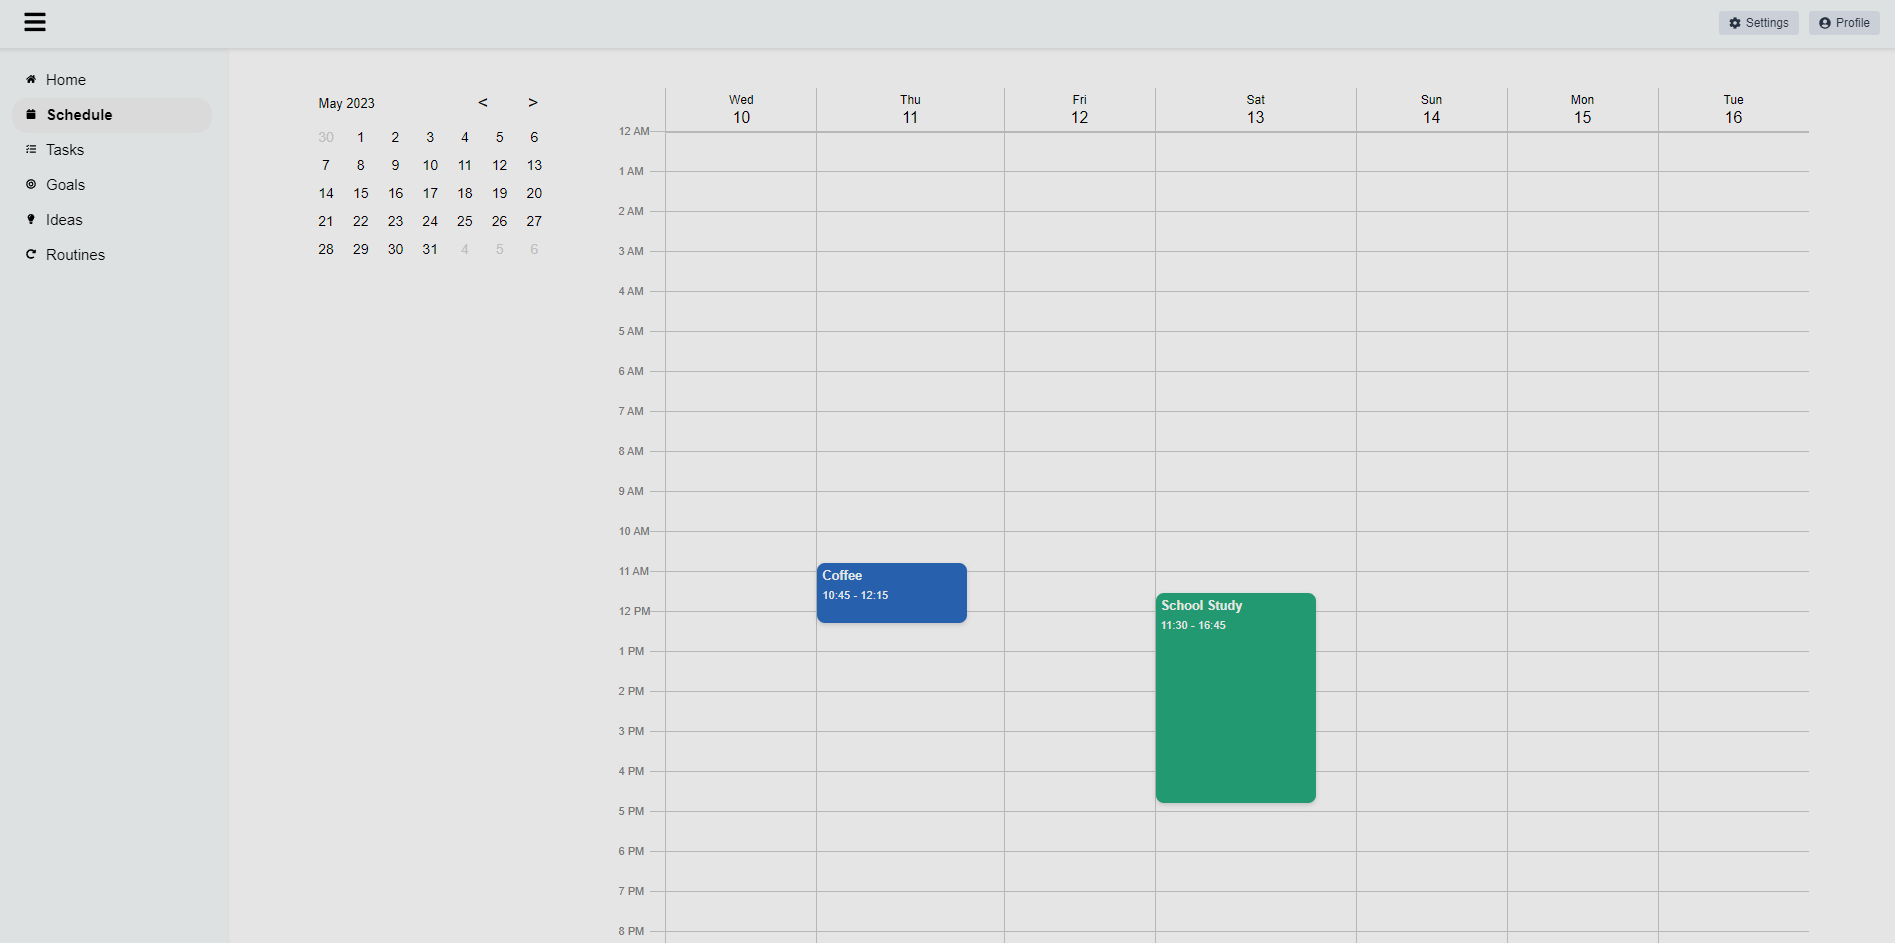 Settings
Profile
Home
Schedule
Tasks
Goals
Ideas
Routines
May 2023 < >
30 1 2 3 4 5 6
7 8 9 10 11 12 13
14 15 16 17 18 19 20
21 22 23 24 25 26 27
28 29 30 31 4 5 6
Wed Thu Fri Sat Sun Mon Tue
10 11 12 13 14 15 16
12 AM
1 AM
2 AM
3 AM
4 AM
5 AM
6 AM
7 AM
8 AM
9 AM
10 AM
11 AM
12 PM
1 PM
2 PM
3 PM
4 PM
5 PM
6 PM
7 PM
8 PM
Coffee
10:45 - 12:15
School Study
11:30 - 16:45